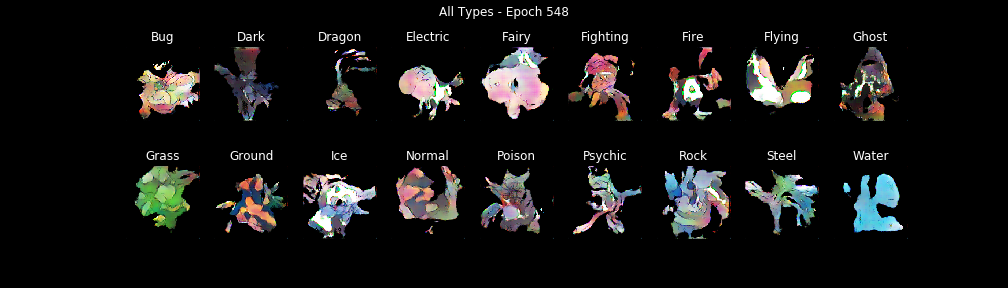 All Types - Epoch 548
Bug Dark Dragon Electric Fairy Fighting Fire Flying Ghost
Grass Ground Ice Normal Poison Psychic Rock Steel Water